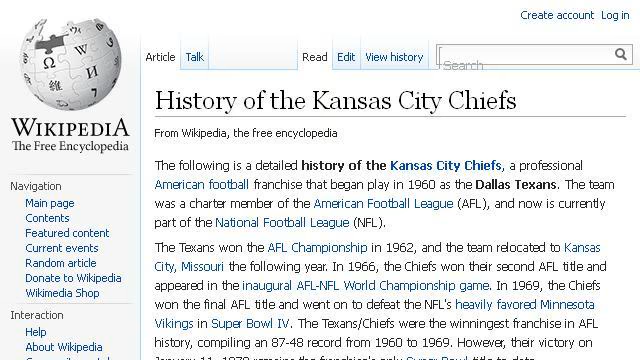 Create account Log in
Article Talk Read Edit View history Search
History of the Kansas City Chiefs
From Wikipedia, the free encyclopedia
WIKIPEDIA
The Free Encyclopedia
The following is a detailed history of the Kansas City Chiefs, a professional
American football franchise that began play in 1960 as the Dallas Texans. The team
was a charter member of the American Football League (AFL), and now is currently
part of the National Football League (NFL).
The Texans won the AFL Championship in 1962, and the team relocated to Kansas
City, Missouri the following year. In 1966, the Chiefs won their second AFL title and
appeared in the inaugural AFL-NFL World Championship game. In 1969, the Chiefs
won the final AFL title and went on to defeat the NFL's heavily favored Minnesota
Vikings in Super Bowl IV. The Texans/Chiefs were the winningest franchise in AFL
history, compiling an 87-48 record from 1960 to 1969. However, their victory on
Navigation
Main page
Contents
Featured content
Current events
Random article
Donate to Wikipedia
Wikimedia Shop
Interaction
Help
About Wikipedia